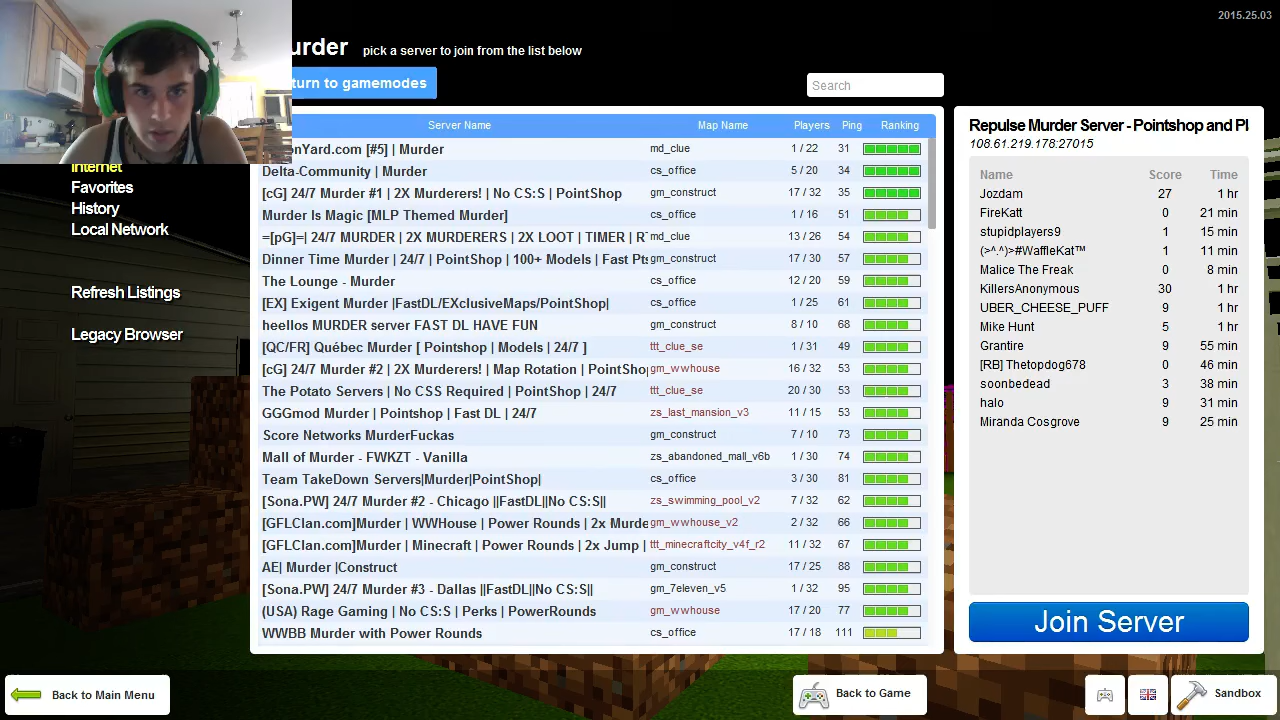 2015.25.03
urder pick a server to join from the list below
turn to gamemodes
Search
Internet
Favorites
History
Local Network
Refresh Listings
Legacy Browser
Server Name Map Name Players Ping Ranking
onYard.com [#5] | Murder md_clue 1 / 22 31
Delta-Community | Murder cs_office 5 / 20 34
[cG] 24/7 Murder #1 | 2X Murderers! | No CS:S | PointShop gm_construct 17 / 32 35
Murder Is Magic [MLP Themed Murder] cs_office 1 / 16 51
=[pG]=| 24/7 MURDER | 2X MURDERERS | 2X LOOT | TIMER | R md_clue 13 / 26 54
Dinner Time Murder | 24/7 | PointShop | 100+ Models | Fast Pts gm_construct 17 / 30 57
The Lounge - Murder cs_office 12 / 20 59
[EX] Exigent Murder |FastDL/EXclusiveMaps/PointShop| cs_office 1 / 25 61
heellos MURDER server FAST DL HAVE FUN gm_construct 8 / 10 68
[QC/FR] Québec Murder [ Pointshop | Models | 24/7 ] ttt_clue_se 1 / 31 49
[cG] 24/7 Murder #2 | 2X Murderers! | Map Rotation | PointSho gm_wwhouse 16 / 32 53
The Potato Servers | No CSS Required | PointShop | 24/7 ttt_clue_se 20 / 30 53
GGGmod Murder | Pointshop | Fast DL | 24/7 zs_last_mansion_v3 11 / 15 53
Score Networks MurderFuckas gm_construct 7 / 10 73
Mall of Murder - FWKZT - Vanilla zs_abandoned_mall_v6b 1 / 30 74
Team TakeDown Servers|Murder|PointShop| cs_office 3 / 30 81
[Sona.PW] 24/7 Murder #2 - Chicago ||FastDL||No CS:S|| zs_swimming_pool_v2 7 / 32 62
[GFLClan.com]Murder | WWHouse | Power Rounds | 2x Murde gm_wwhouse_v2 2 / 32 66
[GFLClan.com]Murder | Minecraft | Power Rounds | 2x Jump | ttt_minecraftcity_v4f_r2 11 / 32 67
AE| Murder |Construct gm_construct 17 / 25 88
[Sona.PW] 24/7 Murder #3 - Dallas ||FastDL||No CS:S|| gm_7eleven_v5 1 / 32 95
(USA) Rage Gaming | No CS:S | Perks | PowerRounds gm_wwhouse 17 / 20 77
WWBB Murder with Power Rounds cs_office 17 / 18 111
Repulse Murder Server - Pointshop and Pl
108.61.219.178:27015
Name Score Time
Jozdam 27 1 hr
FireKatt 0 21 min
stupidplayers9 1 15 min
(>^.^)>#WaffleKat™ 1 11 min
Malice The Freak 0 8 min
KillersAnonymous 30 1 hr
UBER_CHEESE_PUFF 9 1 hr
Mike Hunt 5 1 hr
Grantire 9 55 min
[RB] Thetopdog678 0 46 min
soonbedead 3 38 min
halo 9 31 min
Miranda Cosgrove 9 25 min
Join Server
Back to Main Menu
Back to Game
Sandbox